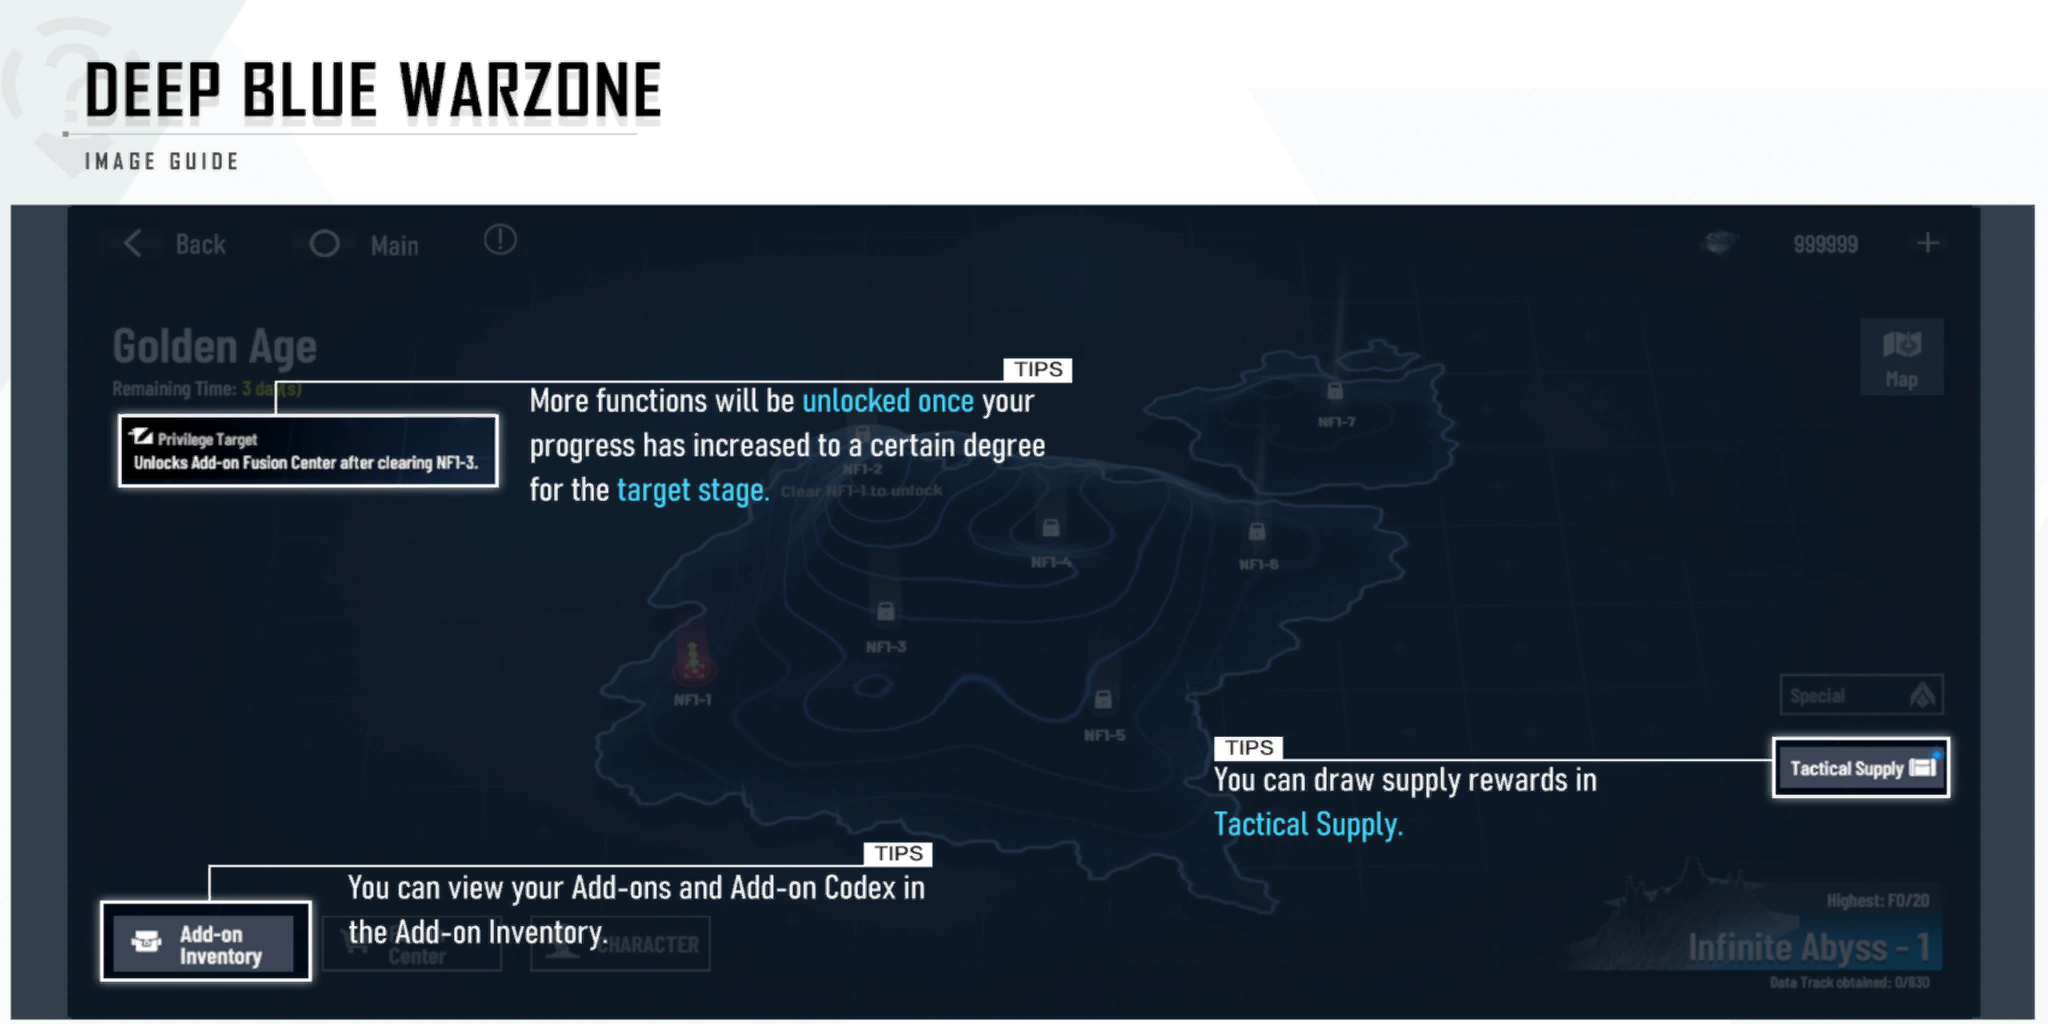 DEEP BLUE WARZONE
IMAGE GUIDE
Back
Main
999999
Golden Age
Remaining Time: 3 day(s)
Map
TIPS
More functions will be unlocked once your
progress has increased to a certain degree
for the target stage.
Privilege Target
Unlocks Add-on Fusion Center after clearing NF1-3.
NF1-7
NF1-2
Clear NF1-1 to unlock
NF1-4
NF1-6
NF1-3
NF1-1
NF1-5
Special
TIPS
Tactical Supply
You can draw supply rewards in
Tactical Supply.
TIPS
You can view your Add-ons and Add-on Codex in
the Add-on Inventory.
Add-on
Inventory
Center
CHARACTER
Highest: F0/20
Infinite Abyss - 1
Data Track obtained: 0/830